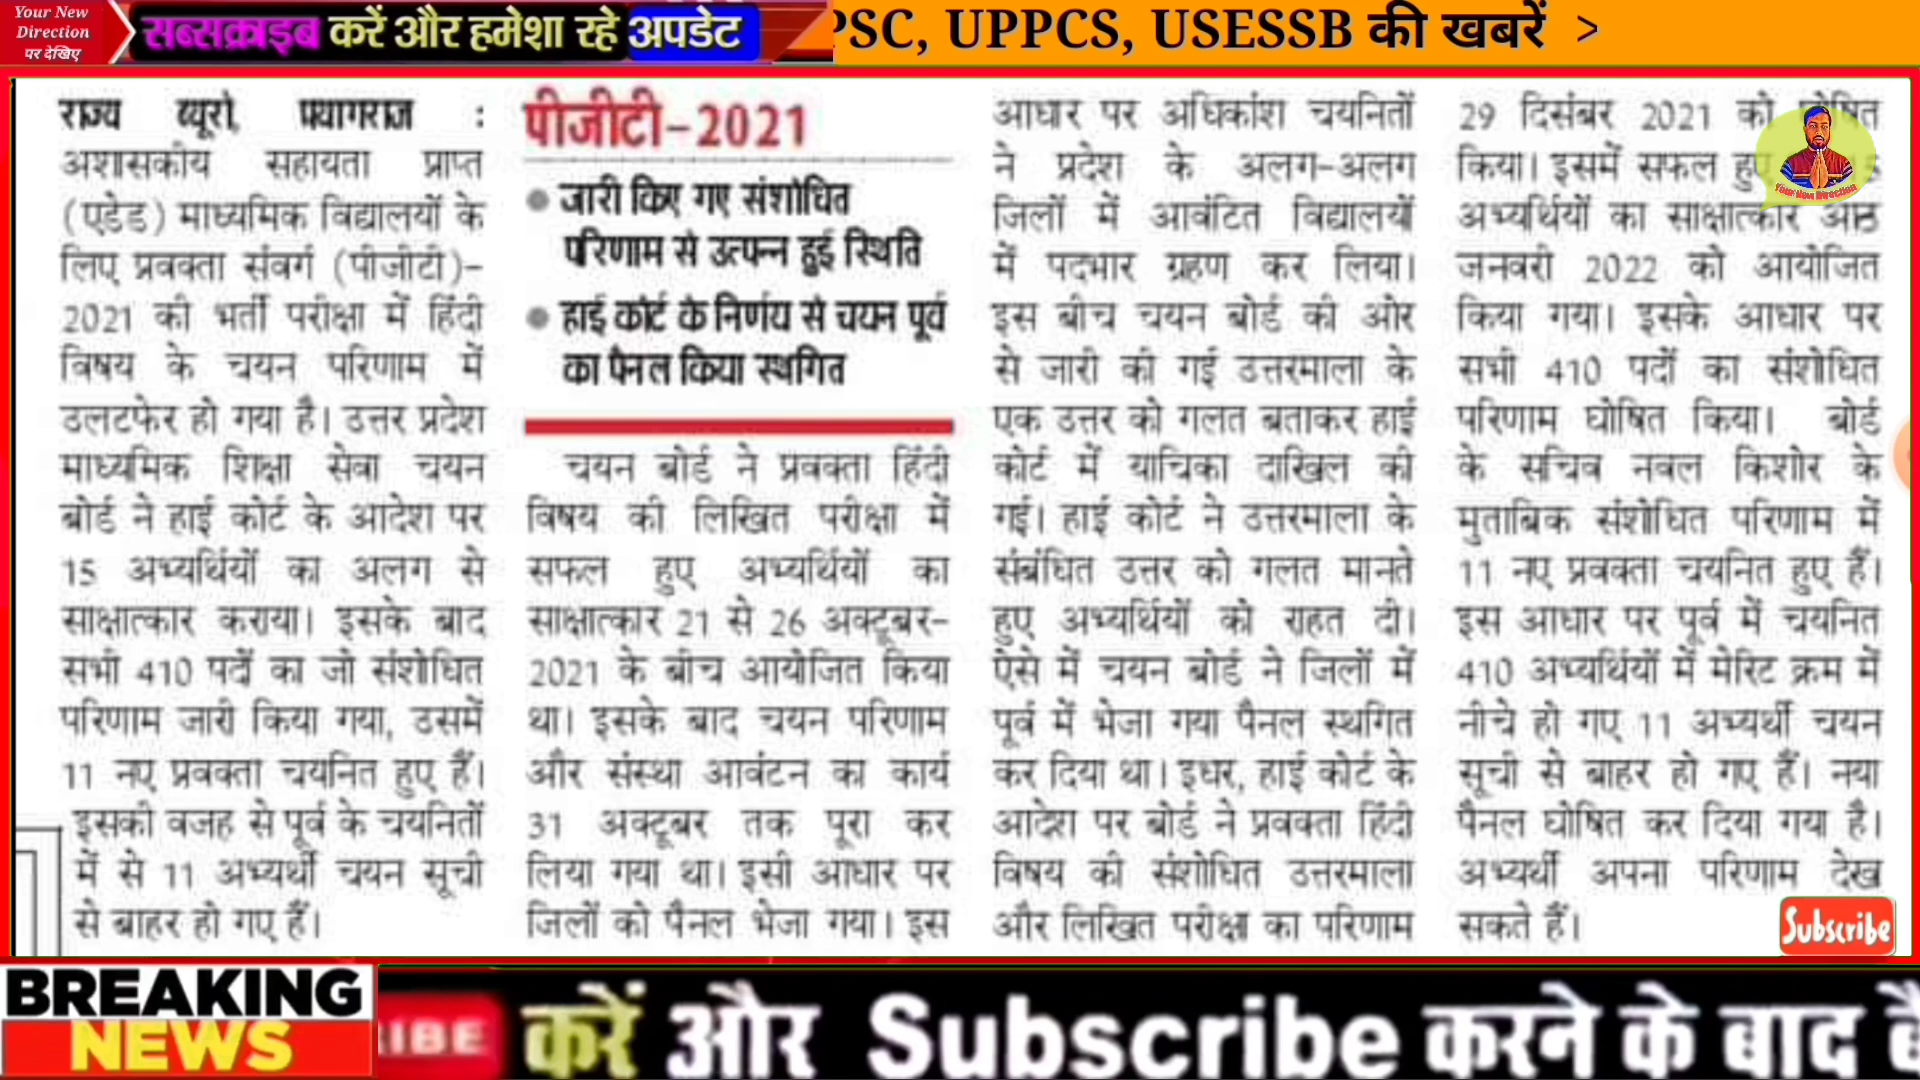 Your New
Direction
पर देखिए
सब्सक्राइब करें और हमेशा रहे अपडेट
PSC, UPPCS, USESSB की खबरें >
राज्य ब्यूरो, प्रयागराज :
अशासकीय सहायता प्राप्त
(एडेड) माध्यमिक विद्यालयों के
लिए प्रवक्ता संवर्ग (पीजीटी)-
2021 की भर्ती परीक्षा में हिंदी
विषय के चयन परिणाम में
उलटफेर हो गया है। उत्तर प्रदेश
माध्यमिक शिक्षा सेवा चयन
बोर्ड ने हाई कोर्ट के आदेश पर
15 अभ्यर्थियों का अलग से
साक्षात्कार कराया। इसके बाद
सभी 410 पदों का जो संशोधित
परिणाम जारी किया गया, उसमें
11 नए प्रवक्ता चयनित हुए हैं।
इसकी वजह से पूर्व के चयनितों
में से 11 अभ्यर्थी चयन सूची
से बाहर हो गए हैं।
पीजीटी-2021
जारी किए गए संशोधित
परिणाम से उत्पन्न हुई स्थिति
हाई कोर्ट के निर्णय से चयन पूर्व
का पैनल किया स्थगित
चयन बोर्ड ने प्रवक्ता हिंदी
विषय की लिखित परीक्षा में
सफल हुए अभ्यर्थियों का
साक्षात्कार 21 से 26 अक्टूबर-
2021 के बीच आयोजित किया
था। इसके बाद चयन परिणाम
और संस्था आवंटन का कार्य
31 अक्टूबर तक पूरा कर
लिया गया था। इसी आधार पर
जिलों को पैनल भेजा गया। इस
आधार पर अधिकांश चयनितों
ने प्रदेश के अलग-अलग
जिलों में आवंटित विद्यालयों
में पदभार ग्रहण कर लिया।
इस बीच चयन बोर्ड की ओर
से जारी की गई उत्तरमाला के
एक उत्तर को गलत बताकर हाई
कोर्ट में याचिका दाखिल की
गई। हाई कोर्ट ने उत्तरमाला के
संबंधित उत्तर को गलत मानते
हुए अभ्यर्थियों को राहत दी।
ऐसे में चयन बोर्ड ने जिलों में
पूर्व में भेजा गया पैनल स्थगित
कर दिया था। इधर, हाई कोर्ट के
आदेश पर बोर्ड ने प्रवक्ता हिंदी
विषय की संशोधित उत्तरमाला
और लिखित परीक्षा का परिणाम
29 दिसंबर 2021 को
किया। इसमें सफल हुए
अभ्यर्थियों का साक्षात्कार आठ
जनवरी 2022 को आयोजित
किया गया। इसके आधार पर
सभी 410 पदों का संशोधित
परिणाम घोषित किया। बोर्ड
के सचिव नवल किशोर के
मुताबिक संशोधित परिणाम में
11 नए प्रवक्ता चयनित हुए हैं।
इस आधार पर पूर्व में चयनित
410 अभ्यर्थियों में मेरिट क्रम में
नीचे हो गए 11 अभ्यर्थी चयन
सूची से बाहर हो गए हैं। नया
पैनल घोषित कर दिया गया है।
अभ्यर्थी अपना परिणाम देख
सकते हैं।
Your New Direction
Subscribe
BREAKING
NEWS
RIBE करें और Subscribe करने के बाद